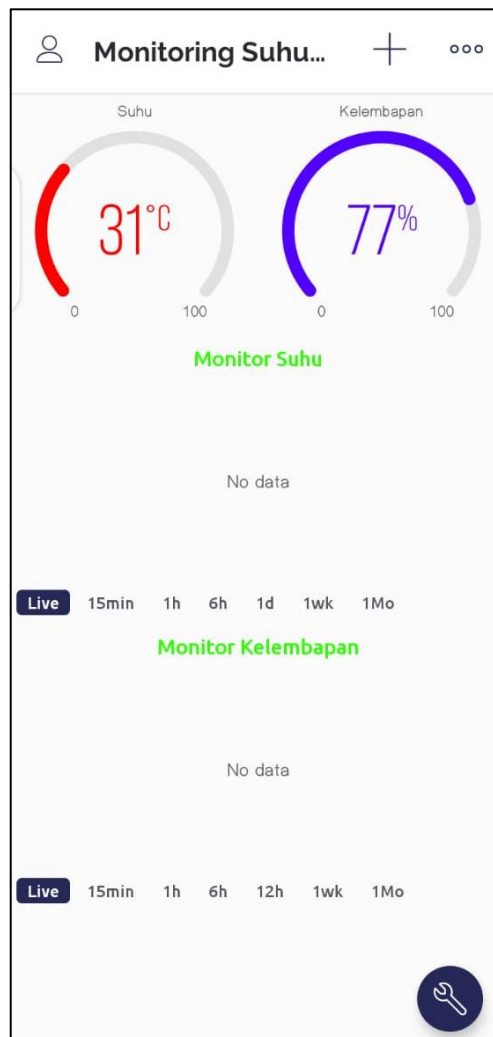 Monitoring Suhu...
Suhu Kelembapan
31°C 77%
0 100 0 100
Monitor Suhu
No data
Live 15min 1h 6h 1d 1wk 1Mo
Monitor Kelembapan
No data
Live 15min 1h 6h 12h 1wk 1Mo